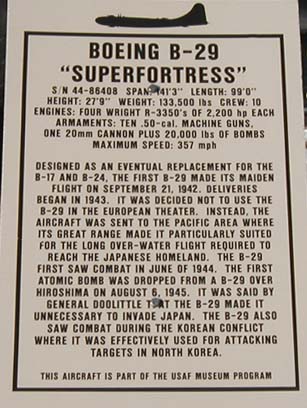 BOEING B-29
"SUPERFORTRESS"
S/N 44-86408 SPAN: 141'3" LENGTH: 99'0"
HEIGHT: 27'9" WEIGHT: 133,500 lbs CREW: 10
ENGINES: FOUR WRIGHT R-3350'S OF 2,200 hp EACH
ARMAMENTS: TEN .50-cal. MACHINE GUNS,
ONE 20mm CANNON PLUS 20,000 lbs OF BOMBS
MAXIMUM SPEED: 357 mph
DESIGNED AS AN EVENTUAL REPLACEMENT FOR THE
B-17 AND B-24, THE FIRST B-29 MADE ITS MAIDEN
FLIGHT ON SEPTEMBER 21, 1942. DELIVERIES
BEGAN IN 1943. IT WAS DECIDED NOT TO USE THE
B-29 IN THE EUROPEAN THEATER. INSTEAD, THE
AIRCRAFT WAS SENT TO THE PACIFIC AREA WHERE
ITS GREAT RANGE MADE IT PARTICULARLY SUITED
FOR THE LONG OVER-WATER FLIGHT REQUIRED TO
REACH THE JAPANESE HOMELAND. THE B-29
FIRST SAW COMBAT IN JUNE OF 1944. THE FIRST
ATOMIC BOMB WAS DROPPED FROM A B-29 OVER
HIROSHIMA ON AUGUST 6, 1945. IT WAS SAID BY
GENERAL DOOLITTLE THAT THE B-29 MADE IT
UNNECESSARY TO INVADE JAPAN. THE B-29 ALSO
SAW COMBAT DURING THE KOREAN CONFLICT
WHERE IT WAS EFFECTIVELY USED FOR ATTACKING
TARGETS IN NORTH KOREA.
THIS AIRCRAFT IS PART OF THE USAF MUSEUM PROGRAM